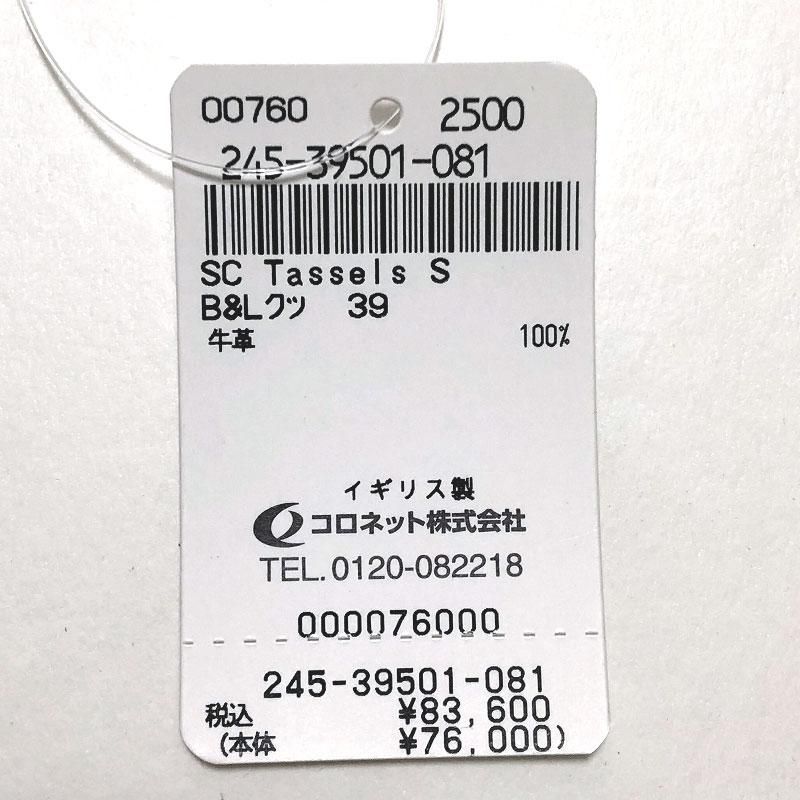 00760 2500
245-39501-081
SC Tassels S
B&Lクツ 39
牛革 100%
イギリス製
コロネット株式会社
TEL.0120-082218
000076000
245-39501-081
税込 ¥83,600
(本体 ¥76,000)